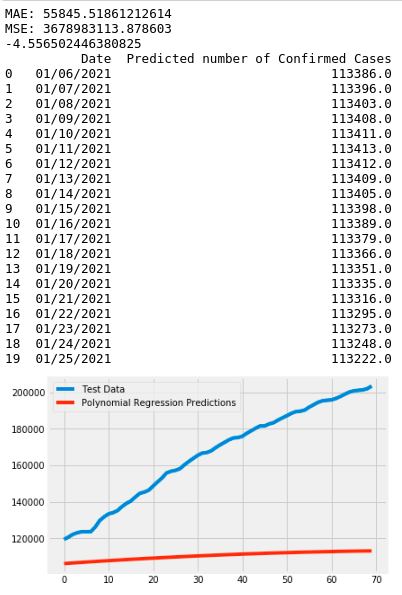 MAE: 55845.51861212614
MSE: 3678983113.878603
-4.556502446380825
Date Predicted number of Confirmed Cases
0 01/06/2021 113386.0
1 01/07/2021 113396.0
2 01/08/2021 113403.0
3 01/09/2021 113408.0
4 01/10/2021 113411.0
5 01/11/2021 113413.0
6 01/12/2021 113412.0
7 01/13/2021 113409.0
8 01/14/2021 113405.0
9 01/15/2021 113398.0
10 01/16/2021 113389.0
11 01/17/2021 113379.0
12 01/18/2021 113366.0
13 01/19/2021 113351.0
14 01/20/2021 113335.0
15 01/21/2021 113316.0
16 01/22/2021 113295.0
17 01/23/2021 113273.0
18 01/24/2021 113248.0
19 01/25/2021 113222.0
Test Data
Polynomial Regression Predictions
200000
180000
160000
140000
120000
0 10 20 30 40 50 60 70